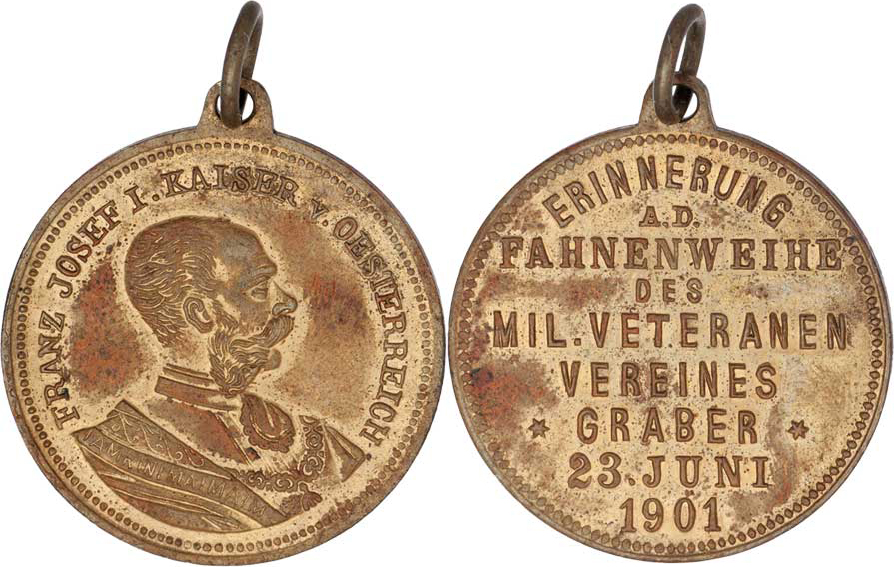 FRANZ JOSEF I. KAISER v. OESTERREICH
ERINNERUNG
A.D.
FAHNENWEIHE
DES
MIL. VETERANEN
VEREINES
* GRABER *
23. JUNI
1901